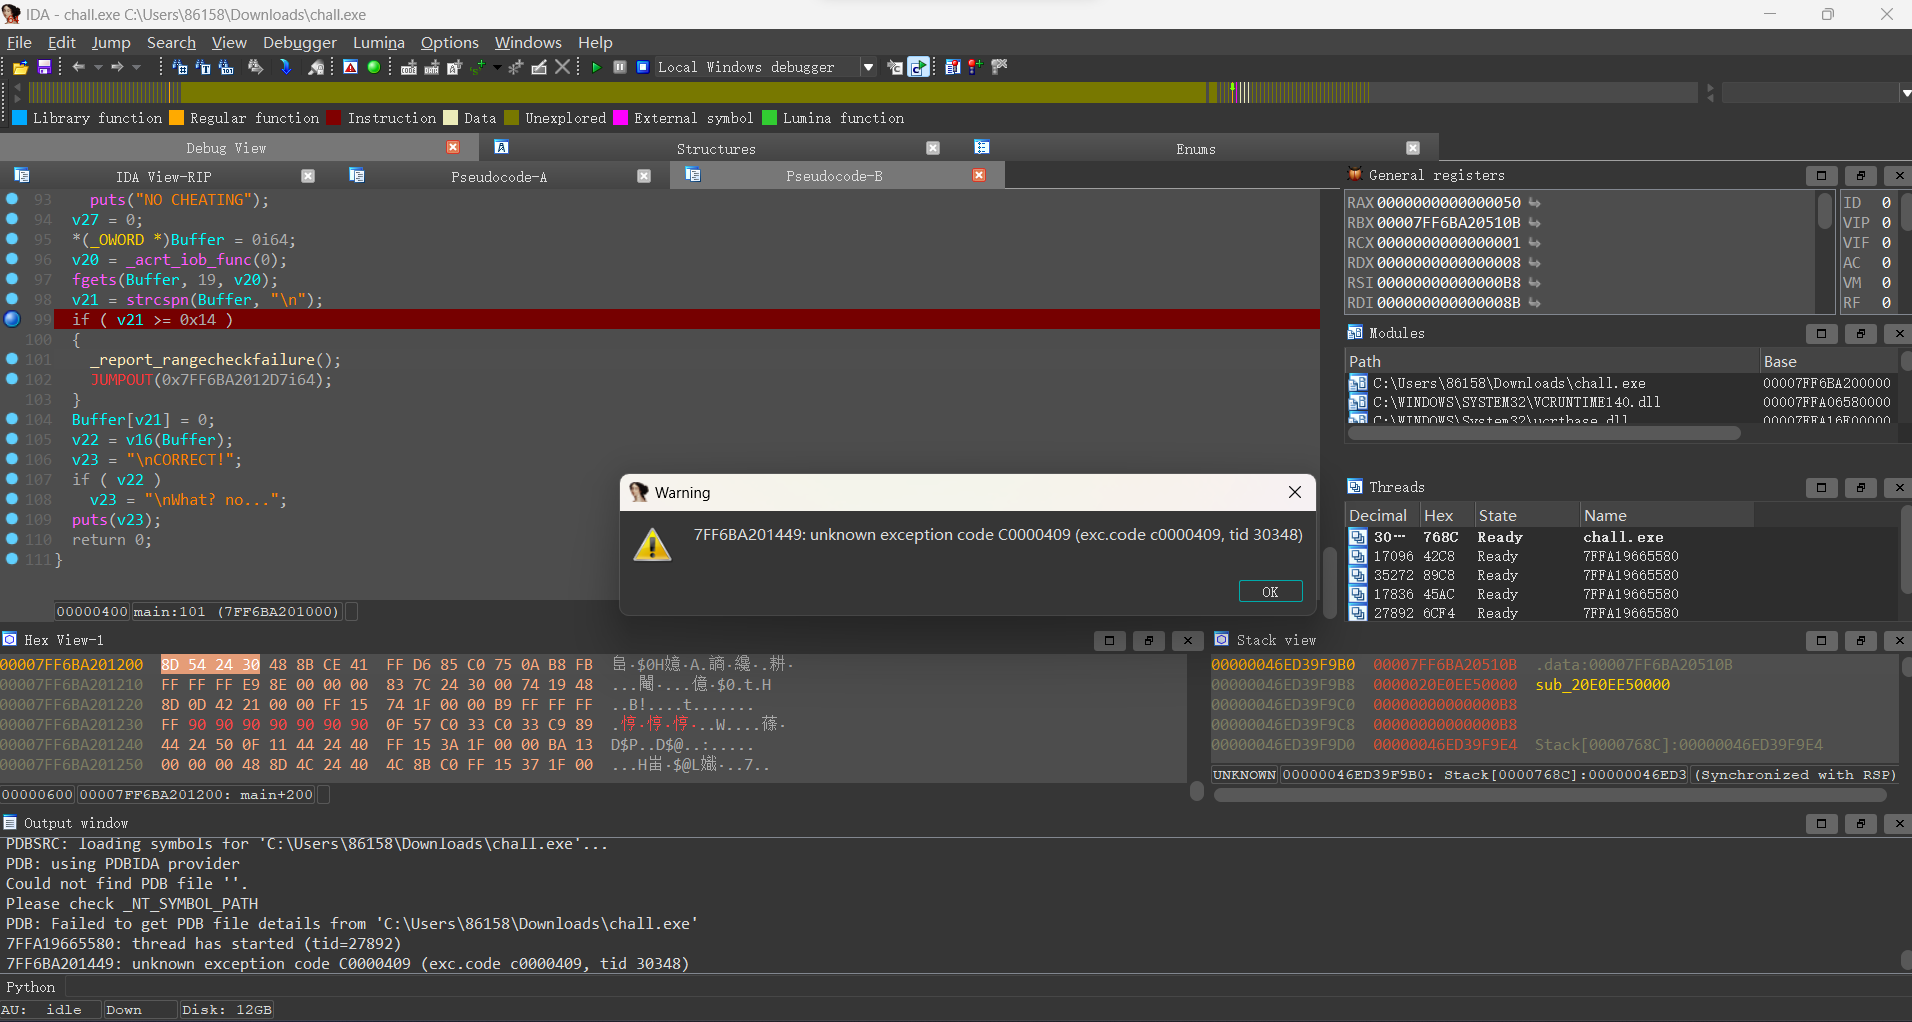 IDA - chall.exe C:\Users\86158\Downloads\chall.exe
File Edit Jump Search View Debugger Lumina Options Windows Help
Local Windows debugger
Library function Regular function Instruction Data Unexplored External symbol Lumina function
Debug View Structures Enums
IDA View-RIP Pseudocode-A Pseudocode-B
93 puts("NO CHEATING");
94 v27 = 0;
95 *(_OWORD *)Buffer = 0i64;
96 v20 = _acrt_iob_func(0);
97 fgets(Buffer, 19, v20);
98 v21 = strcspn(Buffer, "\n");
99 if ( v21 >= 0x14 )
100 {
101 _report_rangecheckfailure();
102 JUMPOUT(0x7FF6BA2012D7i64);
103 }
104 Buffer[v21] = 0;
105 v22 = v16(Buffer);
106 v23 = "\nCORRECT!";
107 if ( v22 )
108 v23 = "\nWhat? no...";
109 puts(v23);
110 return 0;
111 }
00000400 main:101 (7FF6BA201000)
General registers
RAX 0000000000000050
RBX 00007FF6BA20510B
RCX 0000000000000001
RDX 0000000000000008
RSI 00000000000000B8
RDI 000000000000008B
ID 0
VIP 0
VIF 0
AC 0
VM 0
RF 0
Modules
Path Base
C:\Users\86158\Downloads\chall.exe 00007FF6BA200000
C:\WINDOWS\SYSTEM32\VCRUNTIME140.dll 00007FFA06580000
C:\WINDOWS\System32\ucrtbase.dll 00007FFA16F00000
Threads
Decimal Hex State Name
30… 768C Ready chall.exe
17096 42C8 Ready 7FFA19665580
35272 89C8 Ready 7FFA19665580
17836 45AC Ready 7FFA19665580
27892 6CF4 Ready 7FFA19665580
Warning
7FF6BA201449: unknown exception code C0000409 (exc.code c0000409, tid 30348)
OK
Hex View-1
00007FF6BA201200 8D 54 24 30 48 8B CE 41 FF D6 85 C0 75 0A B8 FB
00007FF6BA201210 FF FF FF E9 8E 00 00 00 83 7C 24 30 00 74 19 48
00007FF6BA201220 8D 0D 42 21 00 00 FF 15 74 1F 00 00 B9 FF FF FF ..B!....t.......
00007FF6BA201230 FF 90 90 90 90 90 90 90 0F 57 C0 33 C0 33 C9 89
00007FF6BA201240 44 24 50 0F 11 44 24 40 FF 15 3A 1F 00 00 BA 13 D$P..D$@..:.....
00007FF6BA201250 00 00 00 48 8D 4C 24 40 4C 8B C0 FF 15 37 1F 00
00000600 00007FF6BA201200: main+200
Stack view
00000046ED39F9B0 00007FF6BA20510B .data:00007FF6BA20510B
00000046ED39F9B8 0000020E0EE50000 sub_20E0EE50000
00000046ED39F9C0 00000000000000B8
00000046ED39F9C8 00000000000000B8
00000046ED39F9D0 00000046ED39F9E4 Stack[0000768C]:00000046ED39F9E4
UNKNOWN 00000046ED39F9B0: Stack[0000768C]:00000046ED3 (Synchronized with RSP)
Output window
PDBSRC: loading symbols for 'C:\Users\86158\Downloads\chall.exe'...
PDB: using PDBIDA provider
Could not find PDB file ''.
Please check _NT_SYMBOL_PATH
PDB: Failed to get PDB file details from 'C:\Users\86158\Downloads\chall.exe'
7FFA19665580: thread has started (tid=27892)
7FF6BA201449: unknown exception code C0000409 (exc.code c0000409, tid 30348)
Python
AU: idle Down Disk: 12GB